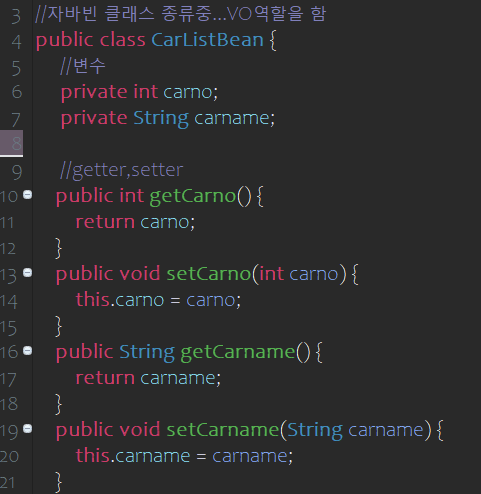 3 //자바빈 클래스 종류중...VO역할을 함
4 public class CarListBean {
5     //변수
6     private int carno;
7     private String carname;
8
9     //getter,setter
10    public int getCarno() {
11        return carno;
12    }
13    public void setCarno(int carno) {
14        this.carno = carno;
15    }
16    public String getCarname() {
17        return carname;
18    }
19    public void setCarname(String carname) {
20        this.carname = carname;
21    }